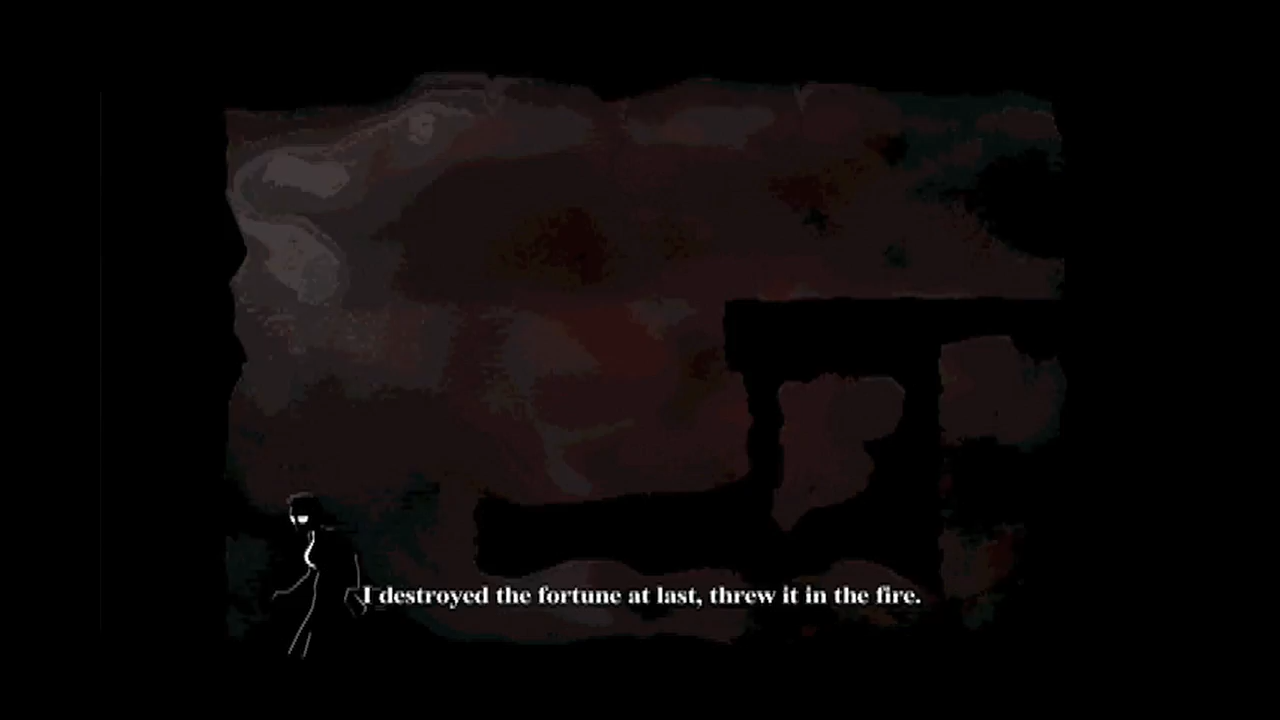 I destroyed the fortune at last, threw it in the fire.